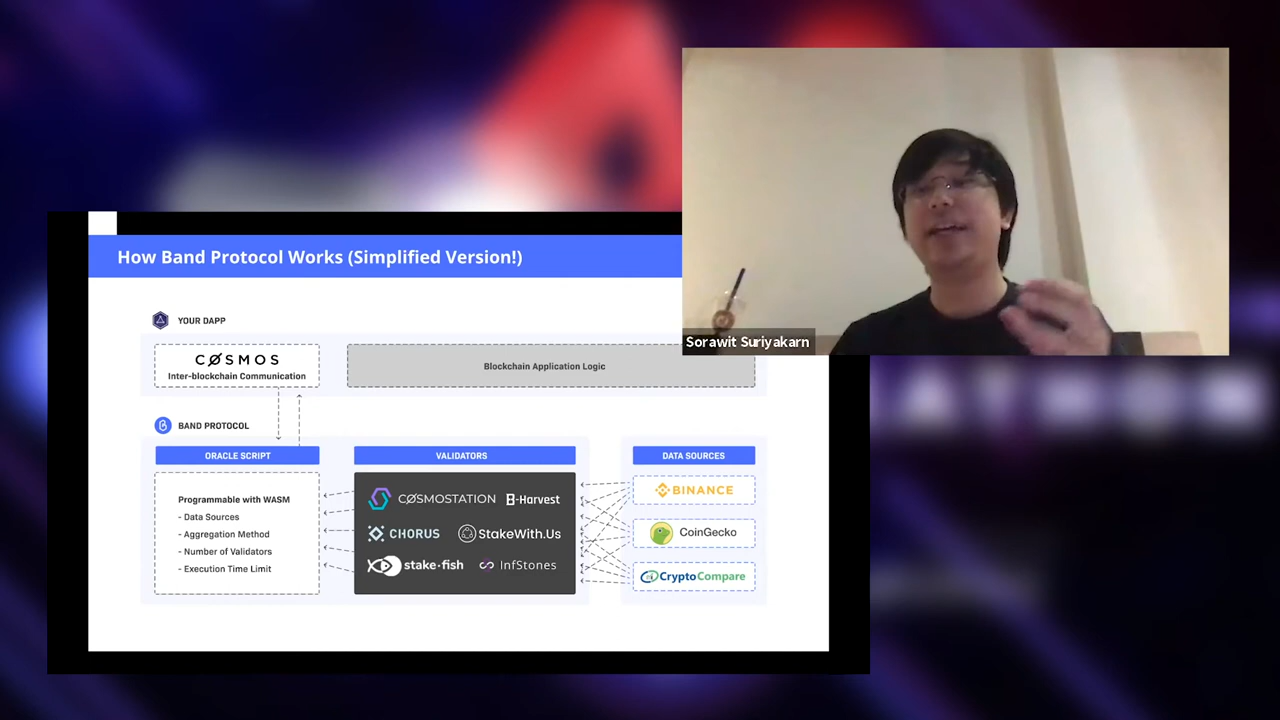 How Band Protocol Works (Simplified Version!)
Sorawit Suriyakarn
YOUR DAPP
COSMOS
Inter-blockchain Communication
Blockchain Application Logic
BAND PROTOCOL
ORACLE SCRIPT
VALIDATORS
DATA SOURCES
Programmable with WASM
- Data Sources
- Aggregation Method
- Number of Validators
- Execution Time Limit
COSMOSTATION
B-Harvest
CHORUS
StakeWith.Us
stake·fish
InfStones
BINANCE
CoinGecko
CryptoCompare